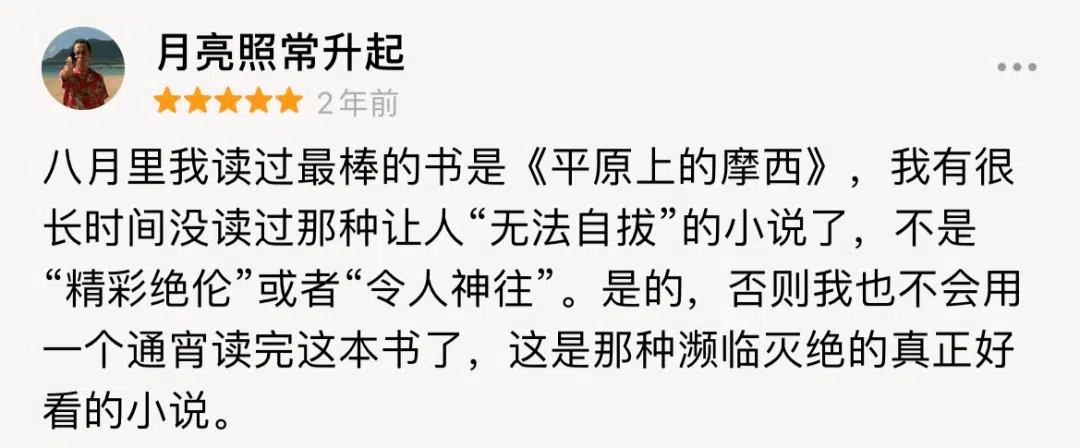 月亮照常升起
2年前
八月里我读过最棒的书是《平原上的摩西》，我有很
长时间没读过那种让人“无法自拔”的小说了，不是
“精彩绝伦”或者“令人神往”。是的，否则我也不会用
一个通宵读完这本书了，这是那种濒临灭绝的真正好
看的小说。